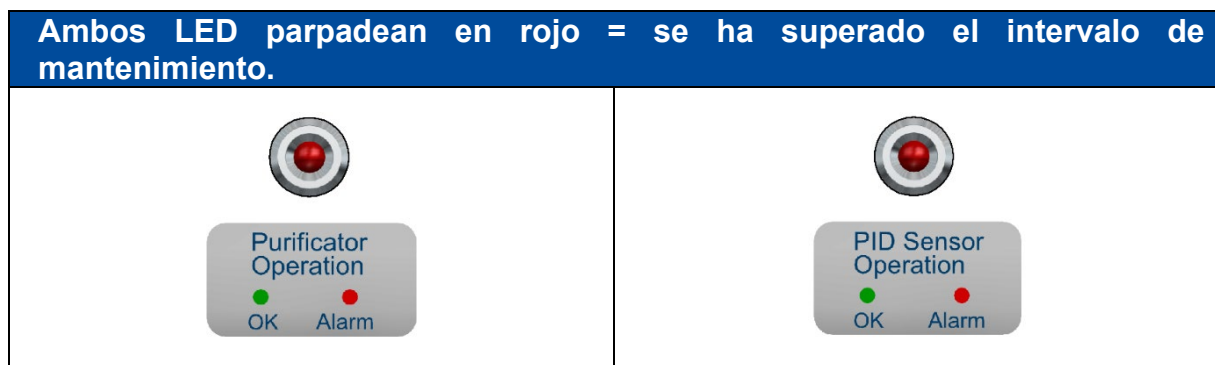 Ambos LED parpadean en rojo = se ha superado el intervalo de
mantenimiento.
Purificator
Operation
OK Alarm
PID Sensor
Operation
OK Alarm